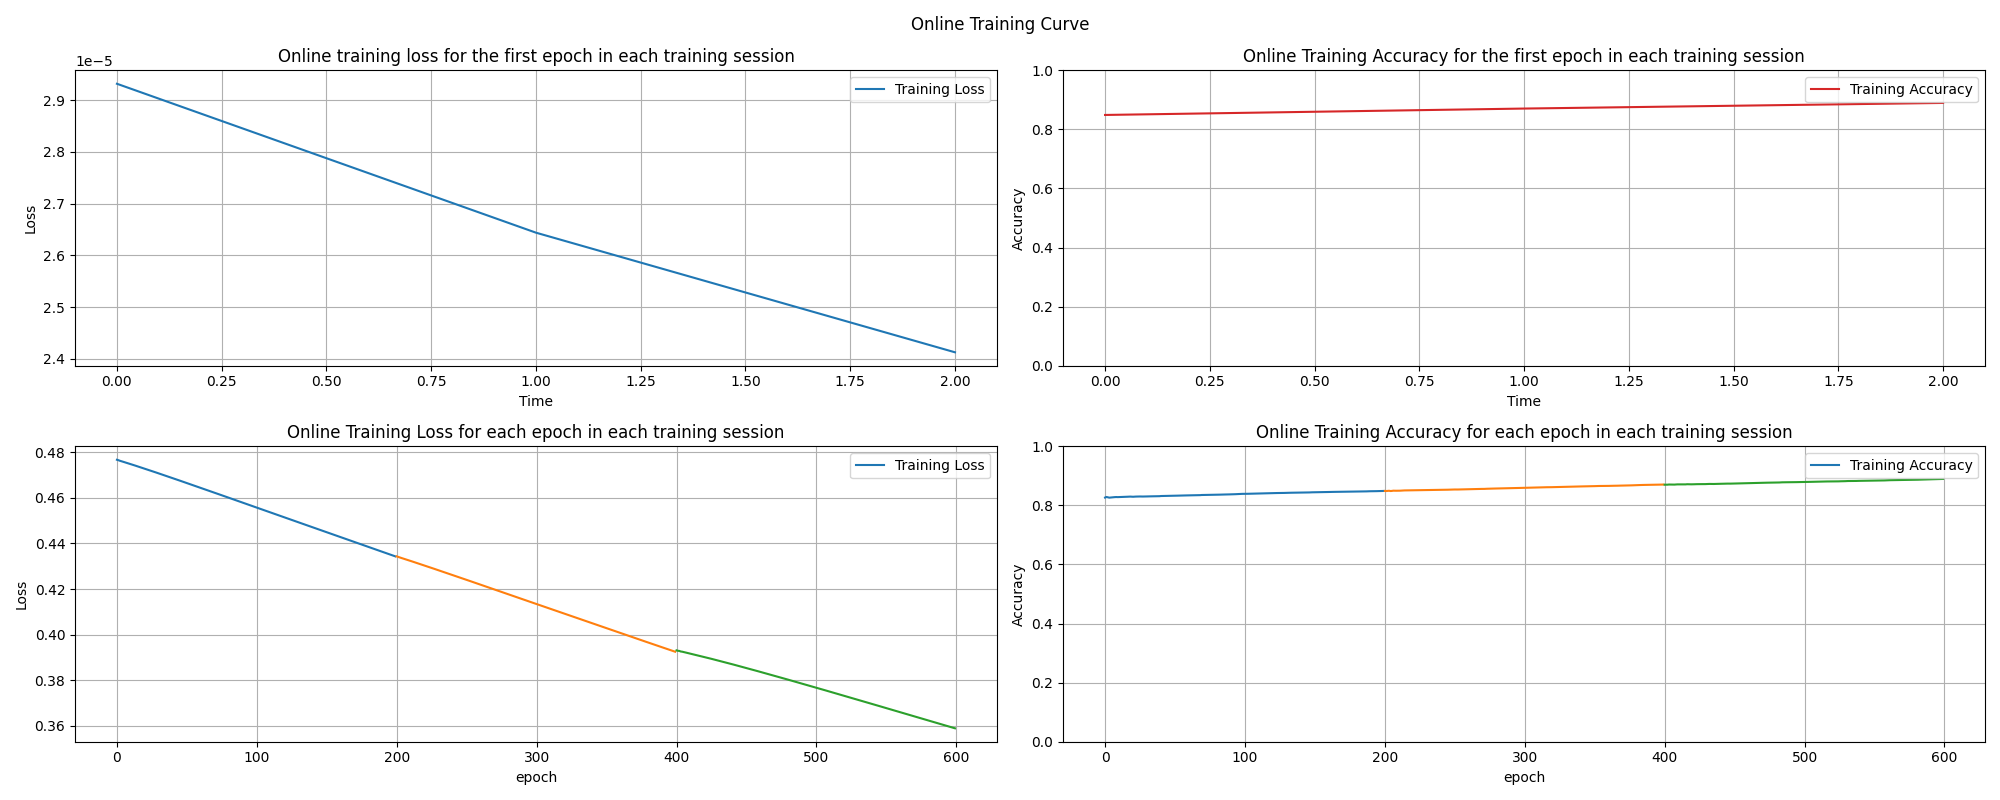 Online Training Curve
Online training loss for the first epoch in each training session
1e−5
Training Loss
2.9
2.8
2.7
2.6
2.5
2.4
Loss
0.00 0.25 0.50 0.75 1.00 1.25 1.50 1.75 2.00
Time
Online Training Accuracy for the first epoch in each training session
Training Accuracy
1.0
0.8
0.6
0.4
0.2
0.0
Accuracy
0.00 0.25 0.50 0.75 1.00 1.25 1.50 1.75 2.00
Time
Online Training Loss for each epoch in each training session
Training Loss
0.48
0.46
0.44
0.42
0.40
0.38
0.36
Loss
0 100 200 300 400 500 600
epoch
Online Training Accuracy for each epoch in each training session
Training Accuracy
1.0
0.8
0.6
0.4
0.2
0.0
Accuracy
0 100 200 300 400 500 600
epoch